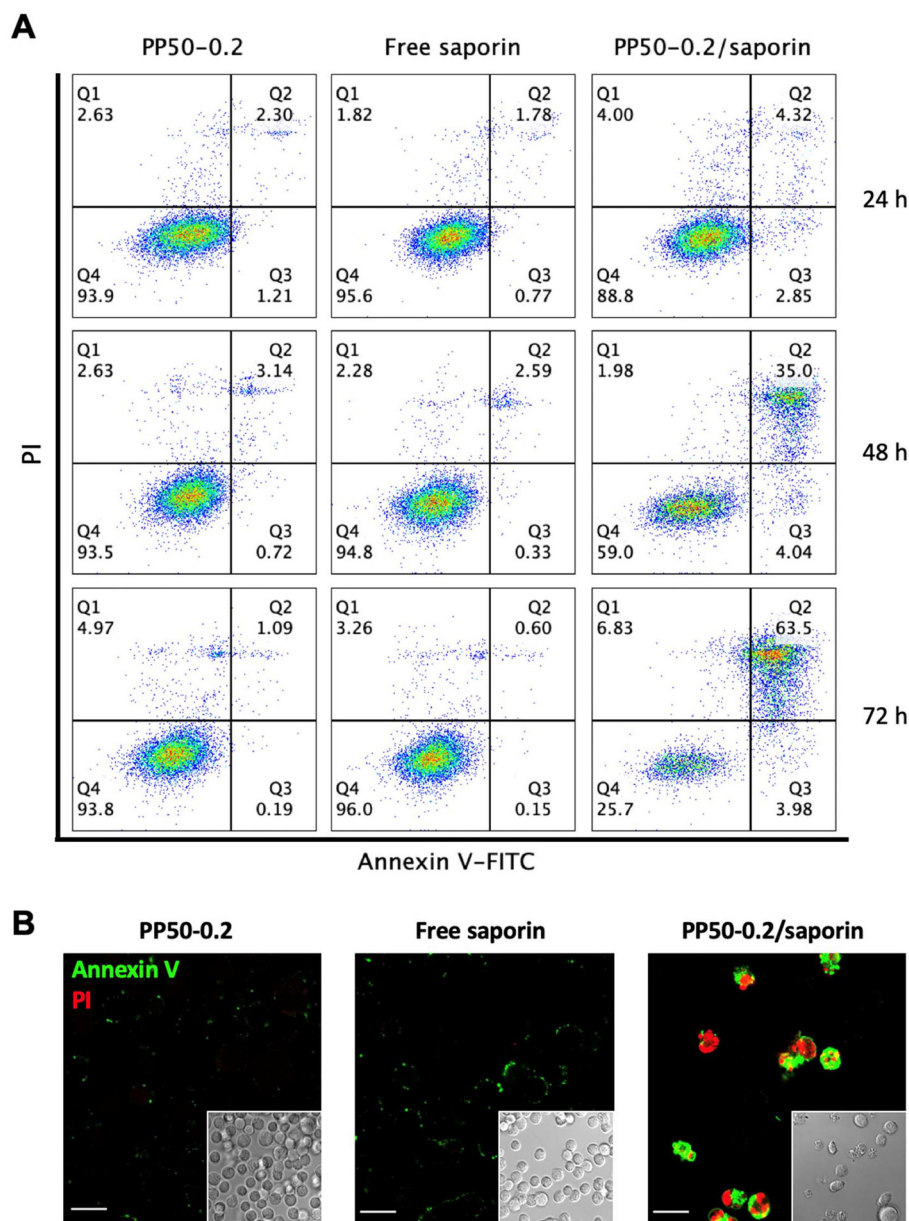 A
PP50-0.2 Free saporin PP50-0.2/saporin
Q1 Q2 Q1 Q2 Q1 Q2
2.63 2.30 1.82 1.78 4.00 4.32
24 h
Q4 Q3 Q4 Q3 Q4 Q3
93.9 1.21 95.6 0.77 88.8 2.85
Q1 Q2 Q1 Q2 Q1 Q2
2.63 3.14 2.28 2.59 1.98 35.0
PI
48 h
Q4 Q3 Q4 Q3 Q4 Q3
93.5 0.72 94.8 0.33 59.0 4.04
Q1 Q2 Q1 Q2 Q1 Q2
4.97 1.09 3.26 0.60 6.83 63.5
72 h
Q4 Q3 Q4 Q3 Q4 Q3
93.8 0.19 96.0 0.15 25.7 3.98
Annexin V-FITC
B
PP50-0.2 Free saporin PP50-0.2/saporin
Annexin V
PI